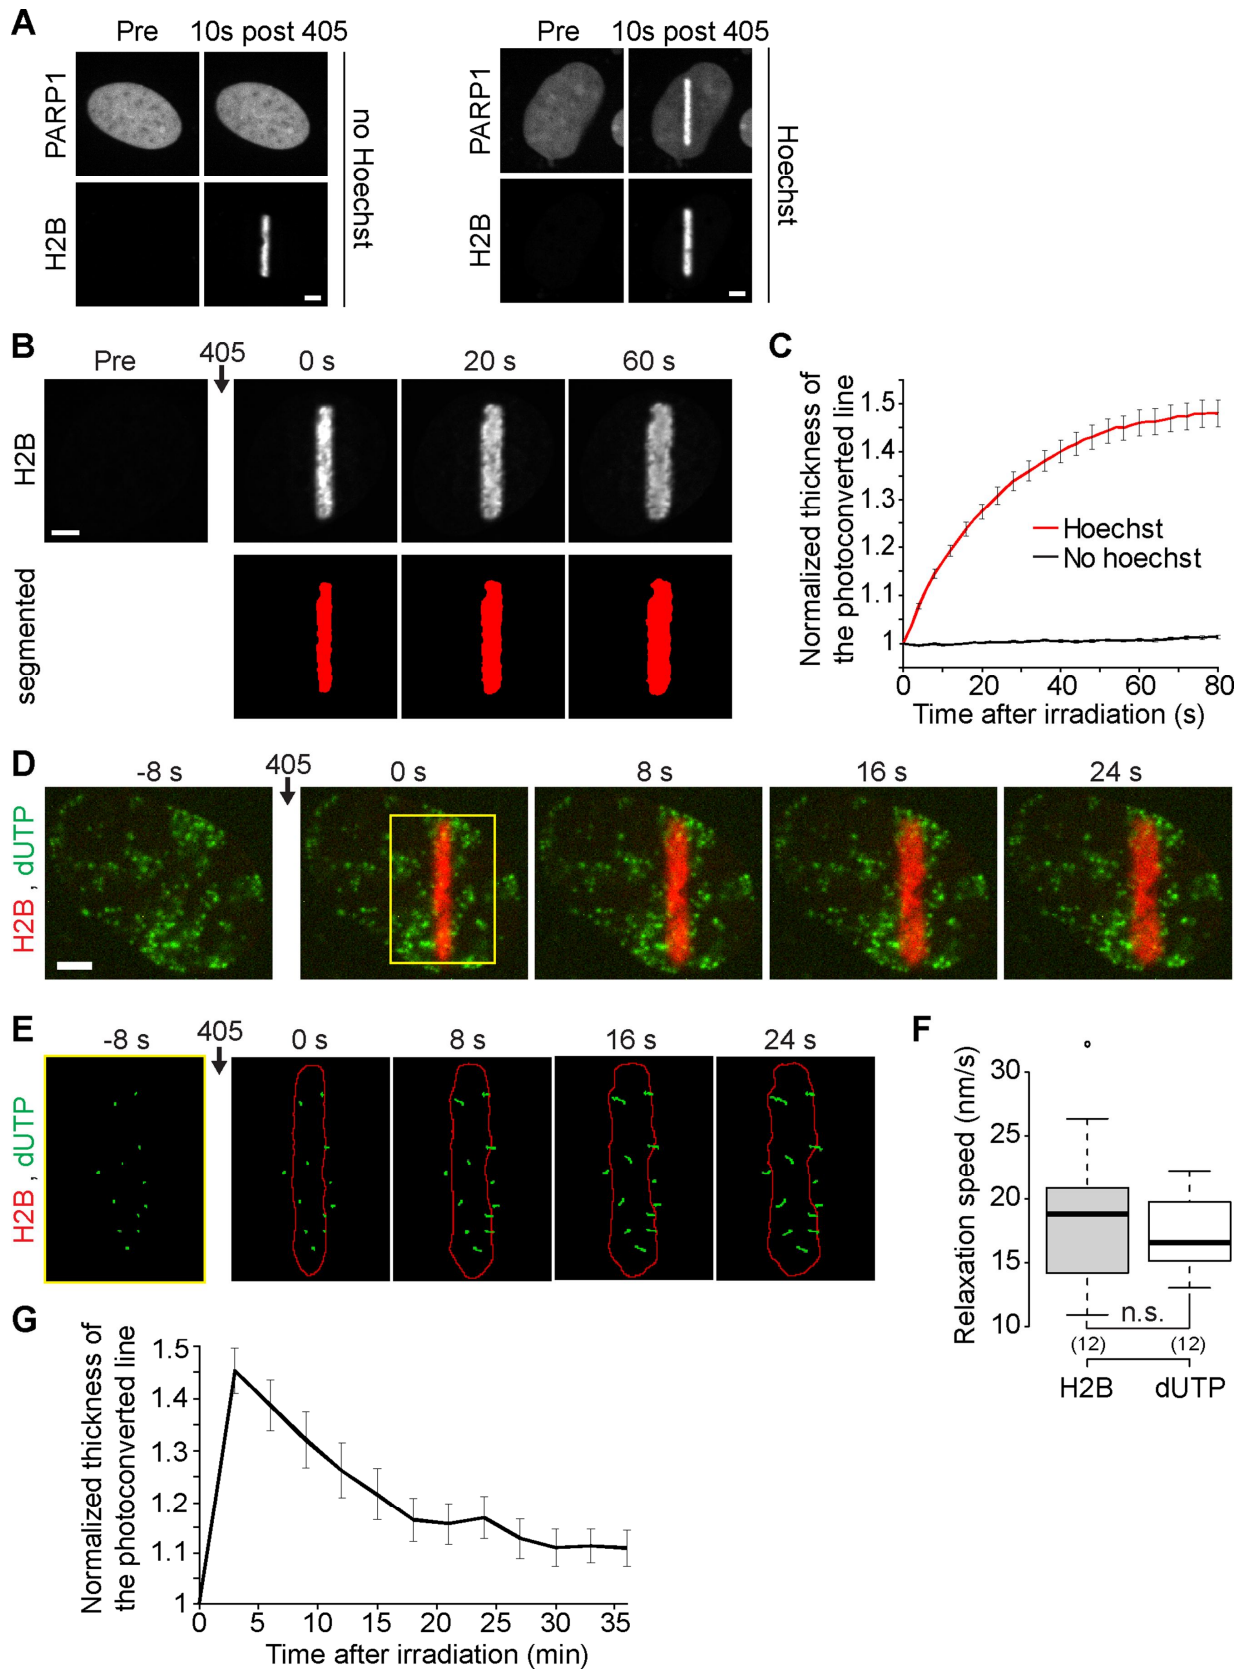 A
Pre 10s post 405
PARP1
H2B
no Hoechst
Pre 10s post 405
PARP1
H2B
Hoechst
B
Pre 405 0 s 20 s 60 s
H2B
segmented
C
Normalized thickness of
the photoconverted line
1.5
1.4
1.3
1.2
1.1
1
Hoechst
No hoechst
0 20 40 60 80
Time after irradiation (s)
D
-8 s 405 0 s 8 s 16 s 24 s
H2B , dUTP
E
-8 s 405 0 s 8 s 16 s 24 s
H2B , dUTP
F
Relaxation speed (nm/s)
30
25
20
15
10
n.s.
(12) (12)
H2B dUTP
G
Normalized thickness of
the photoconverted line
1.5
1.4
1.3
1.2
1.1
1
0 5 10 15 20 25 30 35
Time after irradiation (min)